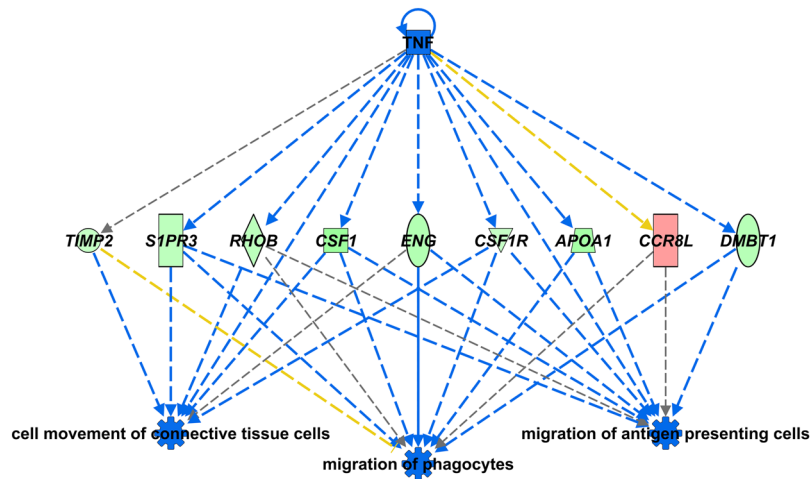 TNF
TIMP2 S1PR3 RHOB CSF1 ENG CSF1R APOA1 CCR8L DMBT1
cell movement of connective tissue cells migration of antigen presenting cells
migration of phagocytes